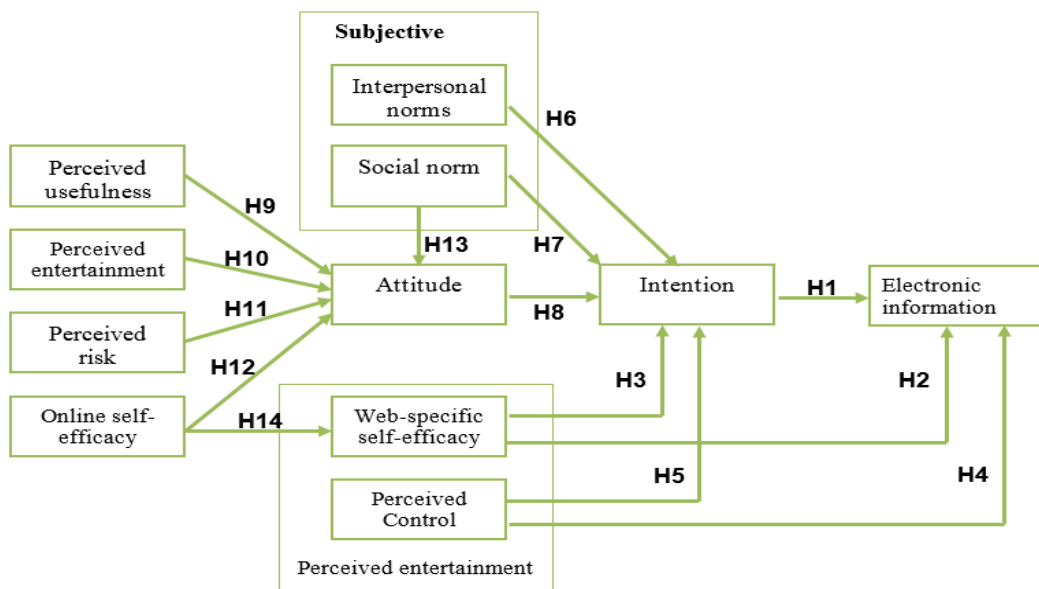 Subjective
Interpersonal
norms
H6
Social norm
Perceived
usefulness
H9
H13
H7
Perceived
entertainment
H10
Attitude
H8
Intention
H1
Electronic
information
Perceived
risk
H11
H12
H3
H2
Online self-
efficacy
H14
Web-specific
self-efficacy
H5
H4
Perceived
Control
Perceived entertainment